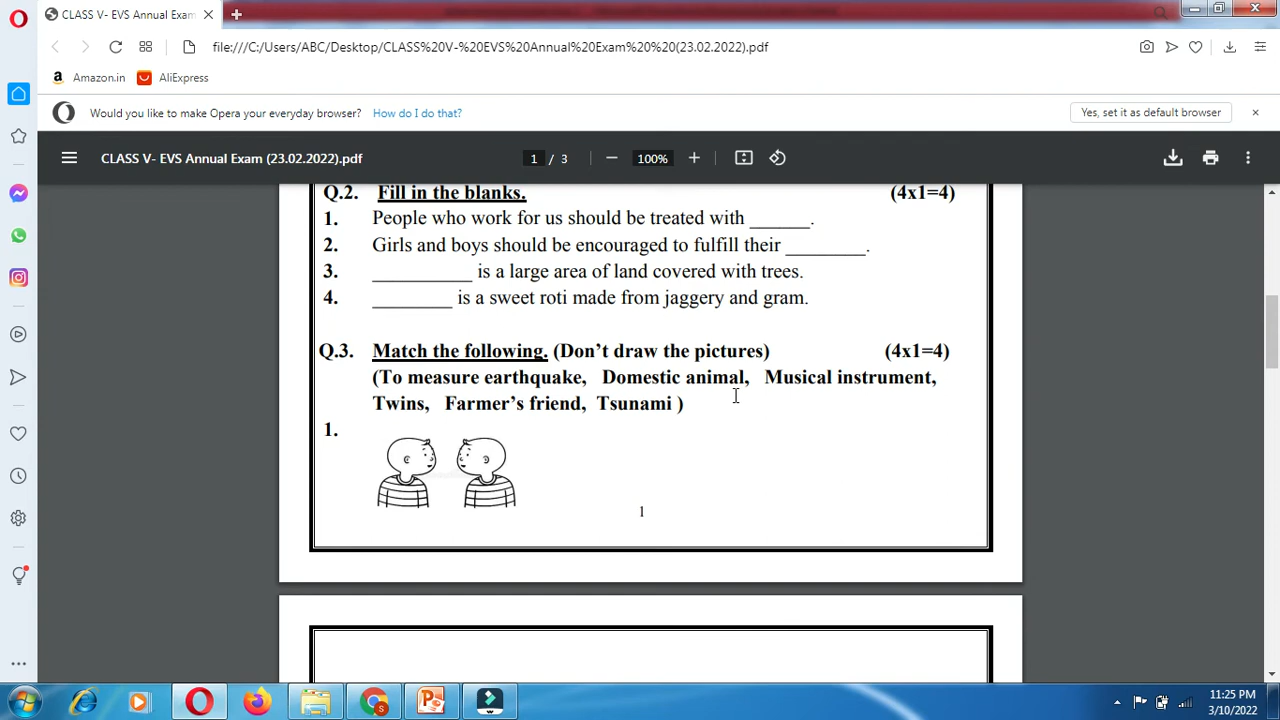 CLASS V- EVS Annual Exam
file:///C:/Users/ABC/Desktop/CLASS%20V-%20EVS%20Annual%20Exam%20%20(23.02.2022).pdf
Amazon.in AliExpress
Would you like to make Opera your everyday browser? How do I do that? Yes, set it as default browser
CLASS V- EVS Annual Exam (23.02.2022).pdf 1 / 3 100%
Q.2. Fill in the blanks. (4x1=4)
1. People who work for us should be treated with ______.
2. Girls and boys should be encouraged to fulfill their ________.
3. __________ is a large area of land covered with trees.
4. ________ is a sweet roti made from jaggery and gram.
Q.3. Match the following. (Don’t draw the pictures) (4x1=4)
(To measure earthquake, Domestic animal, Musical instrument,
Twins, Farmer’s friend, Tsunami )
1.
1
11:25 PM
3/10/2022